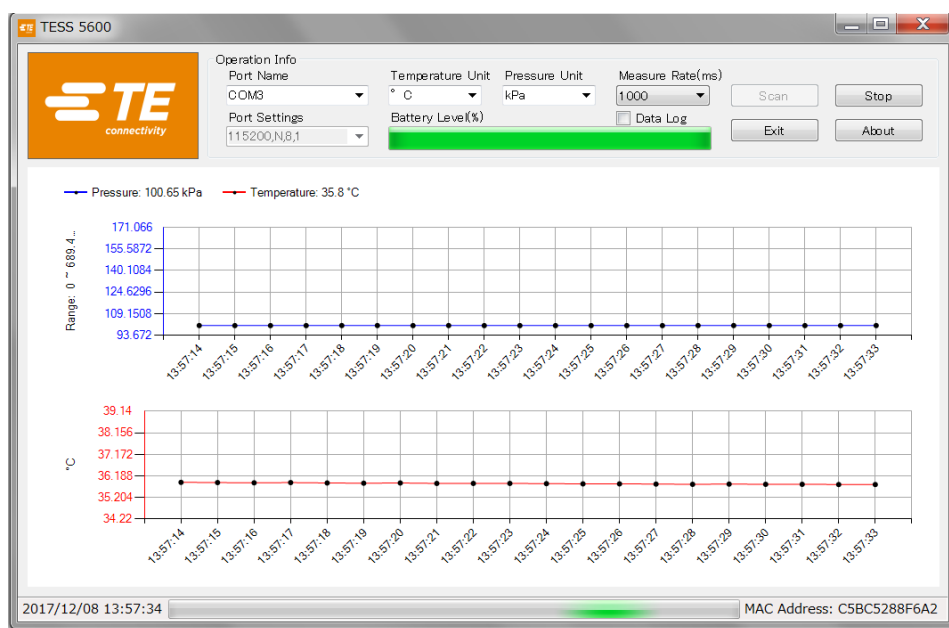 TESS 5600
TE
connectivity
Operation Info
Port Name
Temperature Unit
Pressure Unit
Measure Rate(ms)
COM3
° C
kPa
1000
Scan
Stop
Port Settings
Battery Level(%)
Data Log
115200,N,8,1
Exit
About
Pressure: 100.65 kPa
Temperature: 35.8 °C
Range: 0 ~ 689.4...
171.066
155.5872
140.1084
124.6296
109.1508
93.672
13:57:14
13:57:15
13:57:16
13:57:17
13:57:18
13:57:19
13:57:20
13:57:21
13:57:22
13:57:23
13:57:24
13:57:25
13:57:26
13:57:27
13:57:28
13:57:29
13:57:30
13:57:31
13:57:32
13:57:33
°C
39.14
38.156
37.172
36.188
35.204
34.22
13:57:14
13:57:15
13:57:16
13:57:17
13:57:18
13:57:19
13:57:20
13:57:21
13:57:22
13:57:23
13:57:24
13:57:25
13:57:26
13:57:27
13:57:28
13:57:29
13:57:30
13:57:31
13:57:32
13:57:33
2017/12/08 13:57:34
MAC Address: C5BC5288F6A2